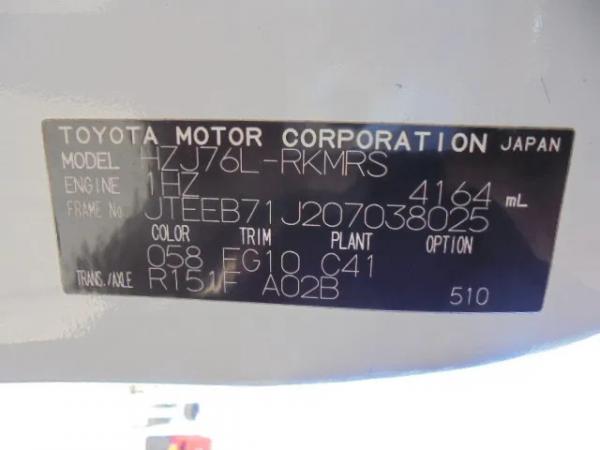 TOYOTA MOTOR CORPORATION JAPAN
MODEL HZJ76L-RKMRS
ENGINE 1HZ 4164 mL
FRAME No. JTEEB71J207038025
COLOR TRIM PLANT OPTION
058 FG10 C41
TRANS./AXLE R151F A02B 510